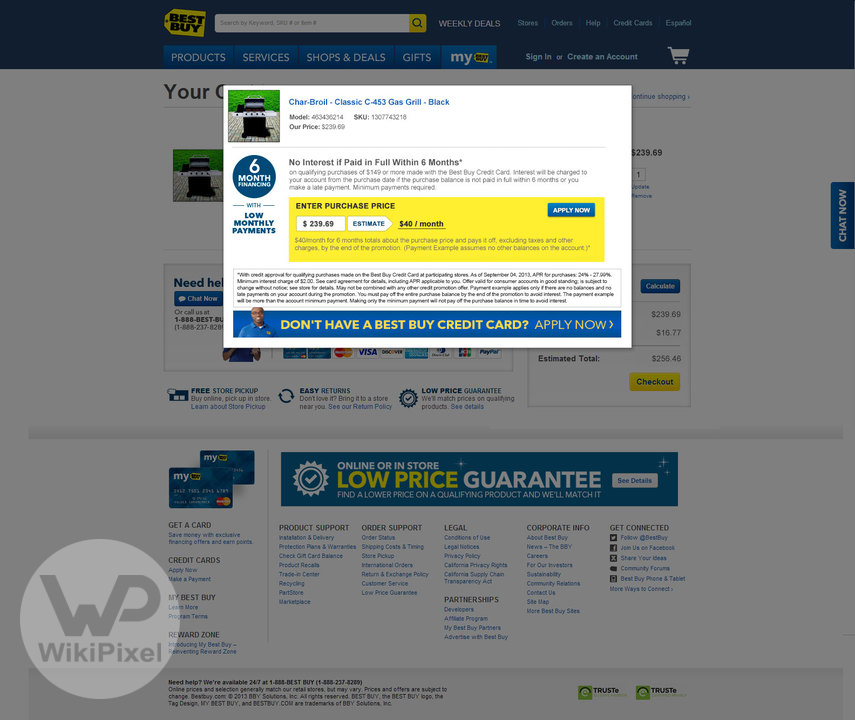 BEST BUY
Search by Keyword, SKU # or Item #
WEEKLY DEALS
Stores Orders Help Credit Cards Español
PRODUCTS SERVICES SHOPS & DEALS GIFTS my BEST BUY
Sign In or Create an Account
Your C
ontinue shopping ›
Char-Broil - Classic C-453 Gas Grill - Black
Model: 463436214 SKU: 1307743218
Our Price: $239.69
6
MONTH
FINANCING
WITH
LOW
MONTHLY
PAYMENTS
No Interest if Paid in Full Within 6 Months*
on qualifying purchases of $149 or more made with the Best Buy Credit Card. Interest will be charged to
your account from the purchase date if the purchase balance is not paid in full within 6 months or you
make a late payment. Minimum payments required.
ENTER PURCHASE PRICE
APPLY NOW
$ 239.69 ESTIMATE $40 / month
$40/month for 6 months totals about the purchase price and pays it off, excluding taxes and other
charges, by the end of the promotion. (Payment Example assumes no other balances on the account.)*
*With credit approval for qualifying purchases made on the Best Buy Credit Card at participating stores. As of September 04, 2013, APR for purchases: 24% - 27.99%.
Minimum interest charge of $2.00. See card agreement for details, including APR applicable to you. Offer valid for consumer accounts in good standing; is subject to
change without notice; see store for details. May not be combined with any other credit promotion offer. Payment example applies only if there are no balances and no
late payments on your account during the promotion. You must pay off the entire purchase balance by the end of the promotion to avoid interest. The payment example
will be more than the account minimum payment. Making only the minimum payment will not pay off the purchase balance in time to avoid interest.
DON'T HAVE A BEST BUY CREDIT CARD? APPLY NOW ›
$239.69
1
Update
Remove
CHAT NOW
Need hel
Chat Now
Or call us at
1-888-BEST-BU
(1-888-237-8289
VISA DISCOVER PayPal
Calculate
$239.69
$16.77
Estimated Total: $256.46
Checkout
FREE STORE PICKUP
Buy online, pick up in store.
Learn about Store Pickup
EASY RETURNS
Don't love it? Bring it to a store
near you. See our Return Policy
LOW PRICE GUARANTEE
We'll match prices on qualifying
products. See details
my BEST BUY
my BEST BUY
ONLINE OR IN STORE
LOW PRICE GUARANTEE
FIND A LOWER PRICE ON A QUALIFYING PRODUCT AND WE'LL MATCH IT
See Details
GET A CARD
Save money with exclusive
financing offers and earn points.
CREDIT CARDS
Apply Now
Make a Payment
MY BEST BUY
Learn More
Program Terms
REWARD ZONE
Introducing My Best Buy –
Reinventing Reward Zone
PRODUCT SUPPORT
Installation & Delivery
Protection Plans & Warranties
Check Gift Card Balance
Product Recalls
Trade-in Center
Recycling
PartStore
Marketplace
ORDER SUPPORT
Order Status
Shipping Costs & Timing
Store Pickup
International Orders
Return & Exchange Policy
Customer Service
Low Price Guarantee
LEGAL
Conditions of Use
Legal Notices
Privacy Policy
California Privacy Rights
California Supply Chain
Transparency Act
PARTNERSHIPS
Developers
Affiliate Program
My Best Buy Partners
Advertise with Best Buy
CORPORATE INFO
About Best Buy
News – The BBY
Careers
For Our Investors
Sustainability
Community Relations
Contact Us
Site Map
More Best Buy Sites
GET CONNECTED
Follow @BestBuy
Join Us on Facebook
Share Your Ideas
Community Forums
Best Buy Phone & Tablet
More Ways to Connect ›
WP
WikiPixel
Need help? We're available 24/7 at 1-888-BEST BUY (1-888-237-8289)
Online prices and selection generally match our retail stores, but may vary. Prices and offers are subject to
change. Bestbuy.com: © 2013 BBY Solutions, Inc. All rights reserved. BEST BUY, the BEST BUY logo, the
Tag Design, MY BEST BUY, and BESTBUY.COM are trademarks of BBY Solutions, Inc.
TRUSTe
TRUSTe